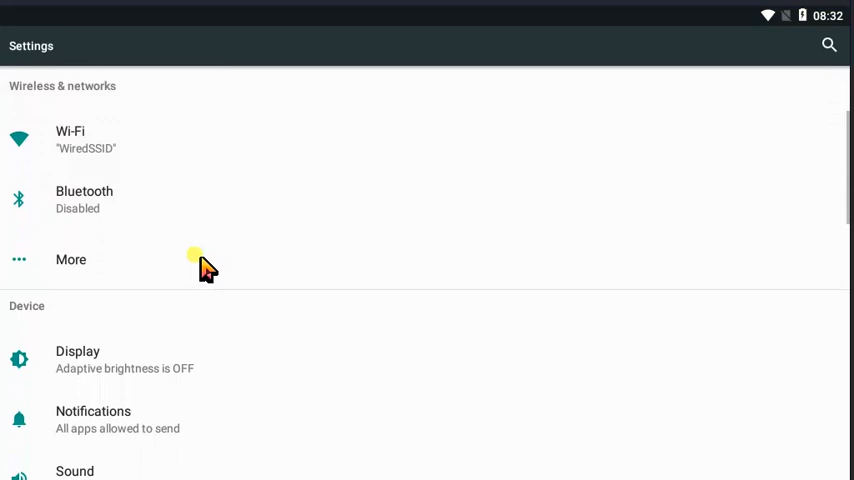 08:32
Settings
Wireless & networks
Wi-Fi
"WiredSSID"
Bluetooth
Disabled
More
Device
Display
Adaptive brightness is OFF
Notifications
All apps allowed to send
Sound